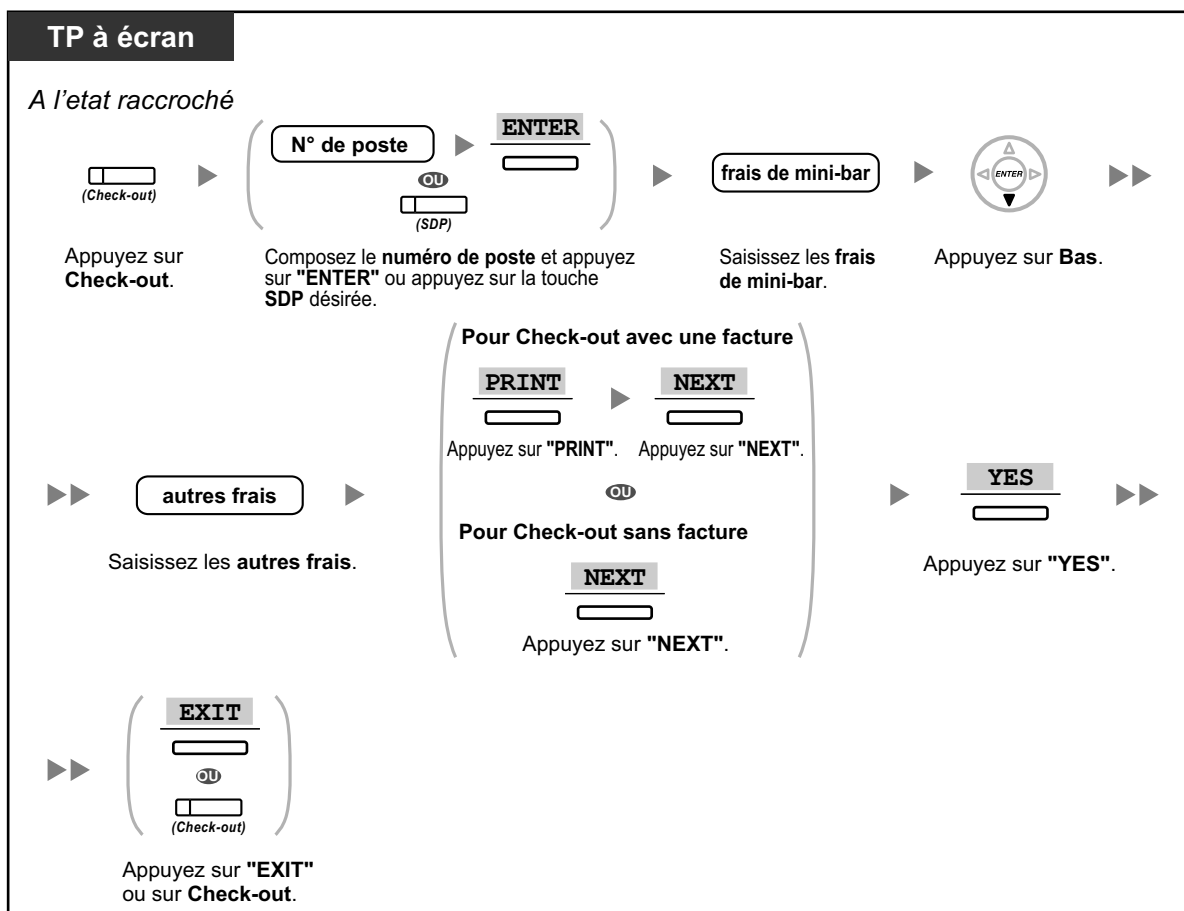 TP à écran
A l'etat raccroché
(Check-out)
N° de poste
ENTER
OU
(SDP)
frais de mini-bar
ENTER
Appuyez sur
Check-out.
Composez le numéro de poste et appuyez
sur "ENTER" ou appuyez sur la touche
SDP désirée.
Saisissez les frais
de mini-bar.
Appuyez sur Bas.
autres frais
Saisissez les autres frais.
Pour Check-out avec une facture
PRINT
NEXT
Appuyez sur "PRINT".
Appuyez sur "NEXT".
OU
Pour Check-out sans facture
NEXT
Appuyez sur "NEXT".
YES
Appuyez sur "YES".
EXIT
OU
(Check-out)
Appuyez sur "EXIT"
ou sur Check-out.